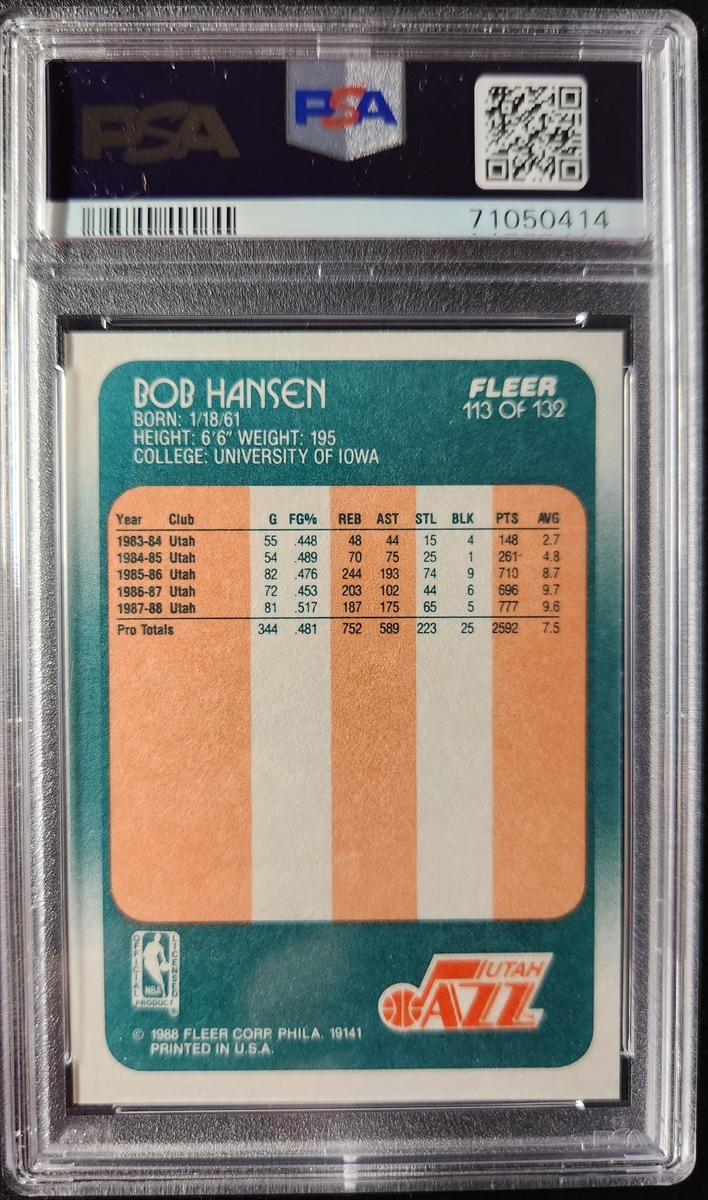 PSA PSA
71050414
BOB HANSEN
FLEER
113 OF 132
BORN: 1/18/61
HEIGHT: 6'6" WEIGHT: 195
COLLEGE: UNIVERSITY OF IOWA
Year Club G FG% REB AST STL BLK PTS AVG
1983-84 Utah 55 .448 48 44 15 4 148 2.7
1984-85 Utah 54 .489 70 75 25 1 261 4.8
1985-86 Utah 82 .476 244 193 74 9 710 8.7
1986-87 Utah 72 .453 203 102 44 6 696 9.7
1987-88 Utah 81 .517 187 175 65 5 777 9.6
Pro Totals 344 .481 752 589 223 25 2592 7.5
OFFICIAL LICENSED
NBA
PRODUCT ®
UTAH
JAZZ ™
© 1988 FLEER CORP. PHILA. 19141
PRINTED IN U.S.A.